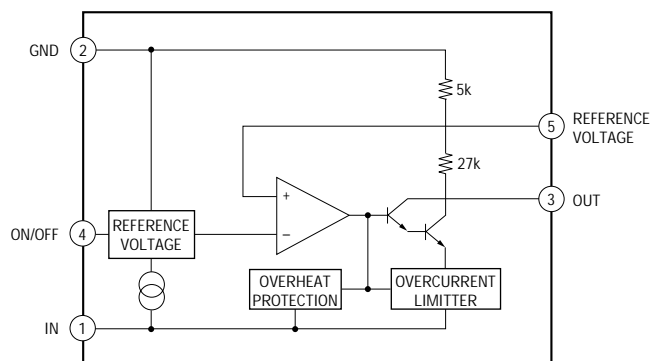 GND 2
5k
5 REFERENCE
VOLTAGE
27k
+
3 OUT
ON/OFF 4
REFERENCE
VOLTAGE
−
OVERHEAT
PROTECTION
OVERCURRENT
LIMITTER
IN 1